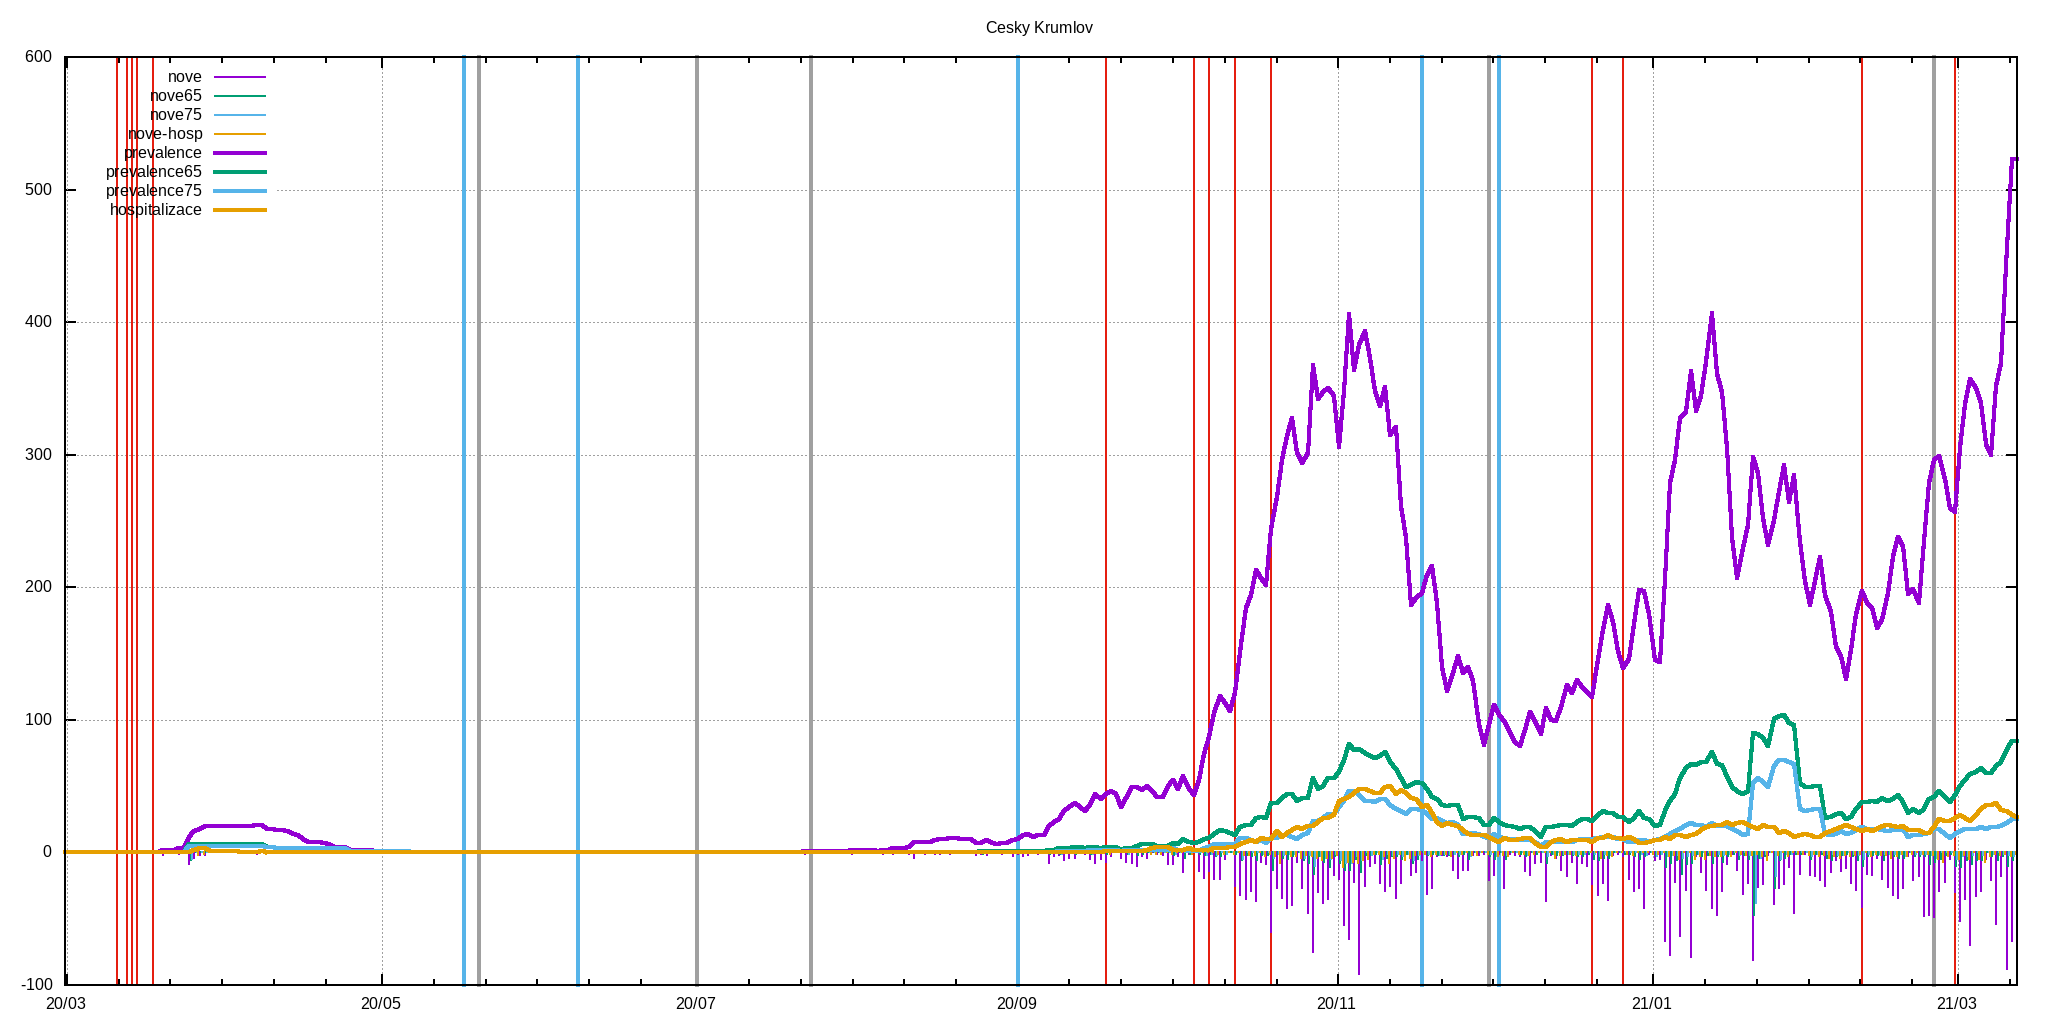 Cesky Krumlov
600
500
400
300
200
100
0
-100
nove
nove65
nove75
nove-hosp
prevalence
prevalence65
prevalence75
hospitalizace
20/03 20/05 20/07 20/09 20/11 21/01 21/03